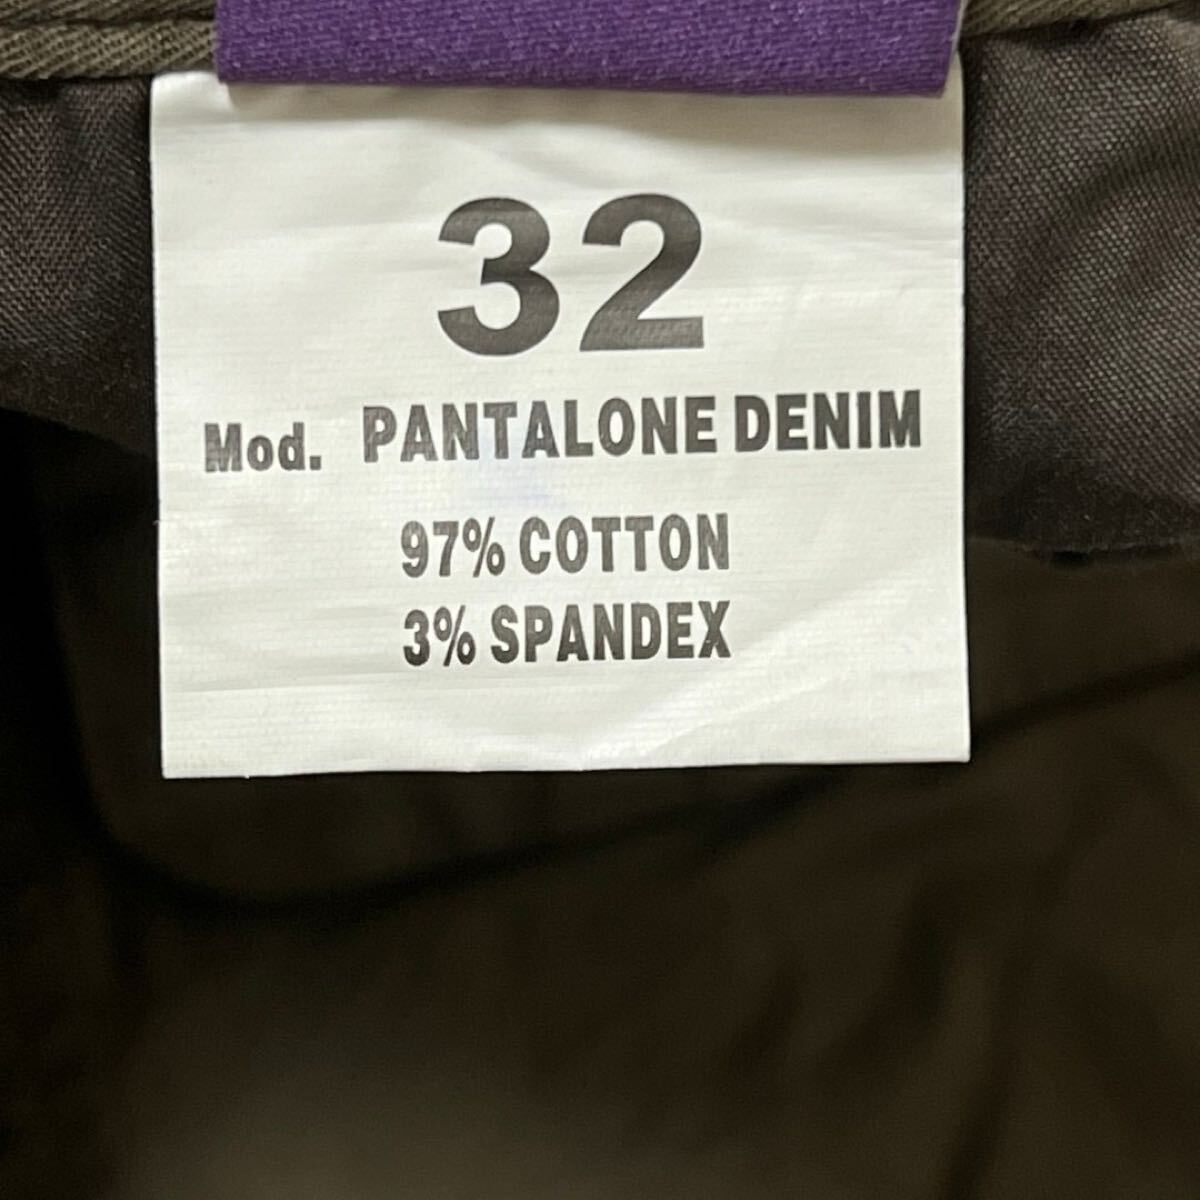 32
Mod. PANTALONE DENIM
97% COTTON
3% SPANDEX